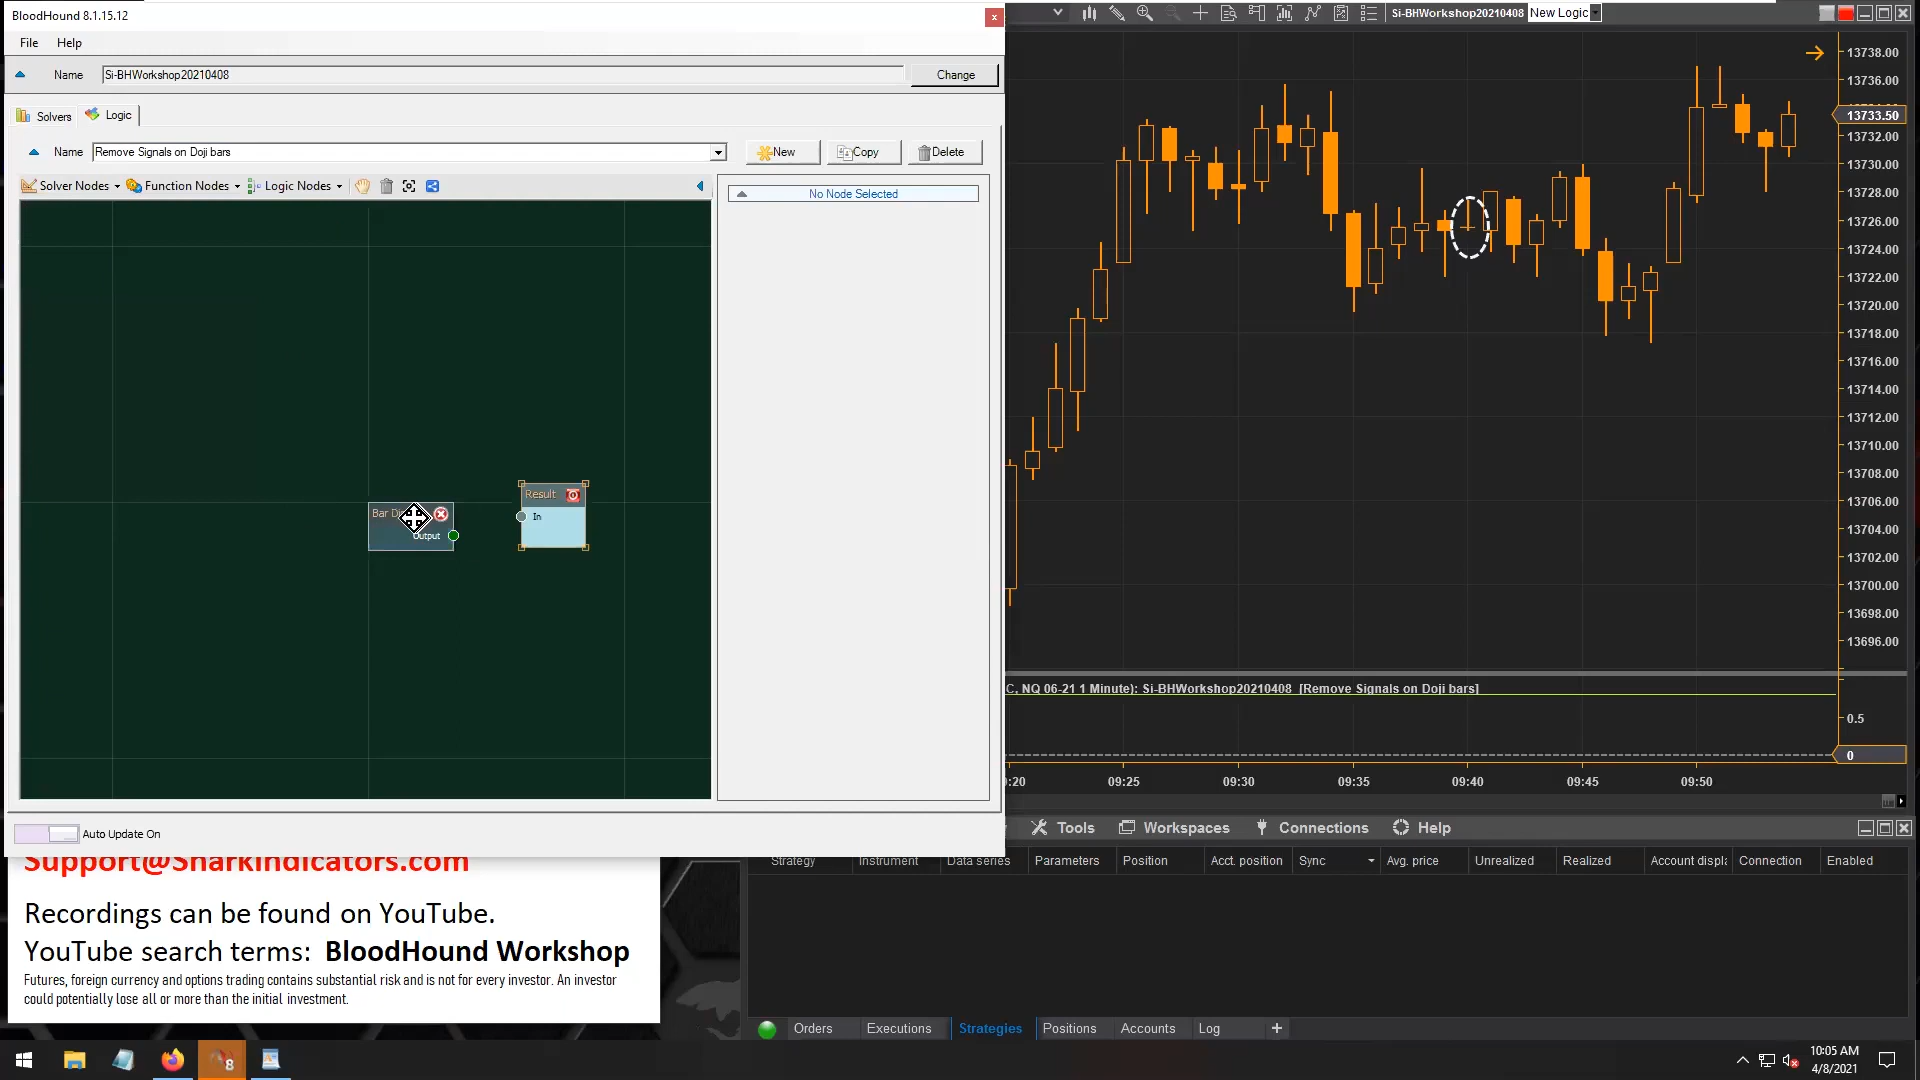 BloodHound 8.1.15.12
File Help
Name Si-BHWorkshop20210408 Change
Solvers Logic
Name Remove Signals on Doji bars New Copy Delete
Solver Nodes Function Nodes Logic Nodes
No Node Selected
Bar
Output
Result
In
Auto Update On
Si-BHWorkshop20210408 New Logic
13738.00
13736.00
13733.50
13732.00
13730.00
13728.00
13726.00
13724.00
13722.00
13720.00
13718.00
13716.00
13714.00
13712.00
13710.00
13708.00
13706.00
13704.00
13702.00
13700.00
13698.00
13696.00
C, NQ 06-21 1 Minute): Si-BHWorkshop20210408 [Remove Signals on Doji bars]
0.5
0
:20 09:25 09:30 09:35 09:40 09:45 09:50
Tools Workspaces Connections Help
Strategy Instrument Data series Parameters Position Acct. position Sync Avg. price Unrealized Realized Account displ Connection Enabled
Support@SharkIndicators.com
Recordings can be found on YouTube.
YouTube search terms: BloodHound Workshop
Futures, foreign currency and options trading contains substantial risk and is not for every investor. An investor
could potentially lose all or more than the initial investment.
Orders Executions Strategies Positions Accounts Log +
8
10:05 AM
4/8/2021